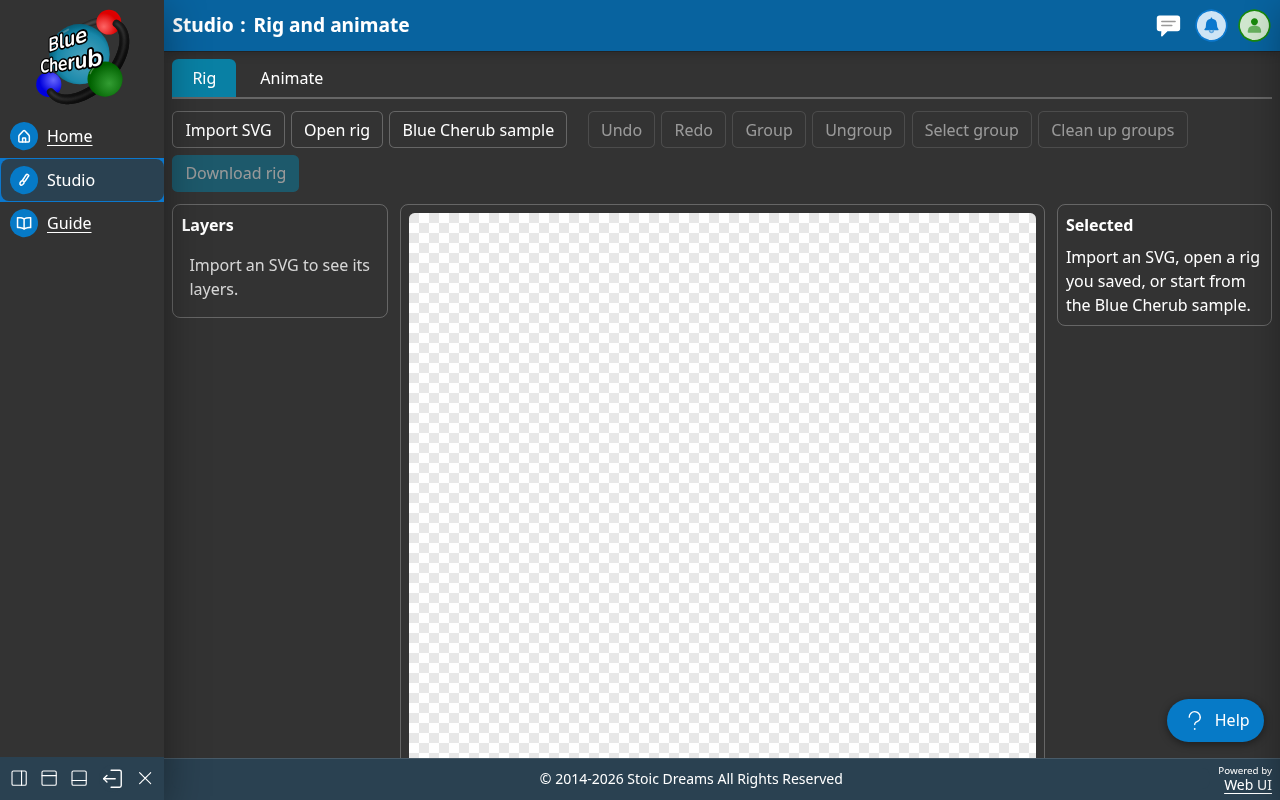 Blue
Cherub
Studio : Rig and animate
Home
Studio
Guide
Rig
Animate
Import SVG
Open rig
Blue Cherub sample
Undo
Redo
Group
Ungroup
Select group
Clean up groups
Download rig
Layers
Import an SVG to see its
layers.
Selected
Import an SVG, open a rig
you saved, or start from
the Blue Cherub sample.
? Help
© 2014-2026 Stoic Dreams All Rights Reserved
Powered by
Web UI